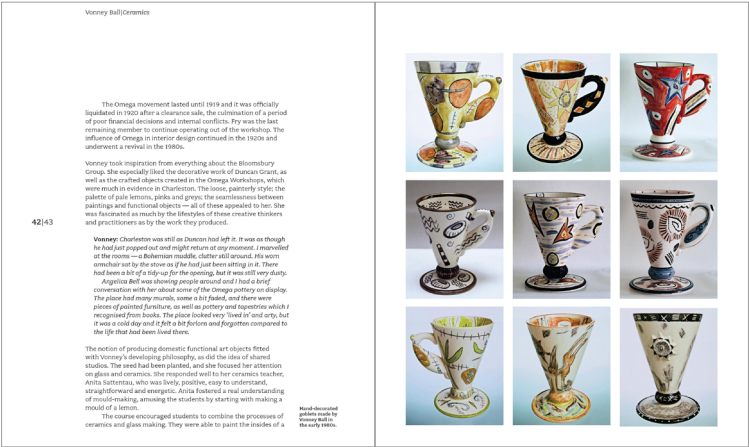 Vonney Ball|Ceramics
The Omega movement lasted until 1919 and it was officially
liquidated in 1920 after a clearance sale, the culmination of a period
of poor financial decisions and internal conflicts. Fry was the last
remaining member to continue operating out of the workshop. The
influence of Omega in interior design continued in the 1920s and
underwent a revival in the 1980s.
Vonney took inspiration from everything about the Bloomsbury
Group. She especially liked the decorative work of Duncan Grant, as
well as the crafted objects created in the Omega Workshops, which
were much in evidence in Charleston. The loose, painterly style; the
palette of pale lemons, pinks and greys; the seamlessness between
paintings and functional objects — all of these appealed to her. She
was fascinated as much by the lifestyles of these creative thinkers
and practitioners as by the work they produced.
42|43
Vonney: Charleston was still as Duncan had left it. It was as though
he had just popped out and might return at any moment. I marvelled
at the rooms — a Bohemian muddle, clutter still around. His worn
armchair sat by the stove as if he had just been sitting in it. There
had been a bit of a tidy-up for the opening, but it was still very dusty.
Angelica Bell was showing people around and I had a brief
conversation with her about some of the Omega pottery on display.
The place had many murals, some a bit faded, and there were
pieces of painted furniture, as well as pottery and tapestries which I
recognised from books. The place looked very 'lived in' and arty, but
it was a cold day and it felt a bit forlorn and forgotten compared to
the life that had been lived there.
The notion of producing domestic functional art objects fitted
with Vonney's developing philosophy, as did the idea of shared
studios. The seed had been planted, and she focused her attention
on glass and ceramics. She responded well to her ceramics teacher,
Anita Sattentau, who was lively, positive, easy to understand,
straightforward and energetic. Anita fostered a real understanding
of mould-making, amusing the students by starting with making a
mould of a lemon.
The course encouraged students to combine the processes of
ceramics and glass making. They were able to paint the insides of a
Hand-decorated
goblets made by
Vonney Ball in
the early 1980s.